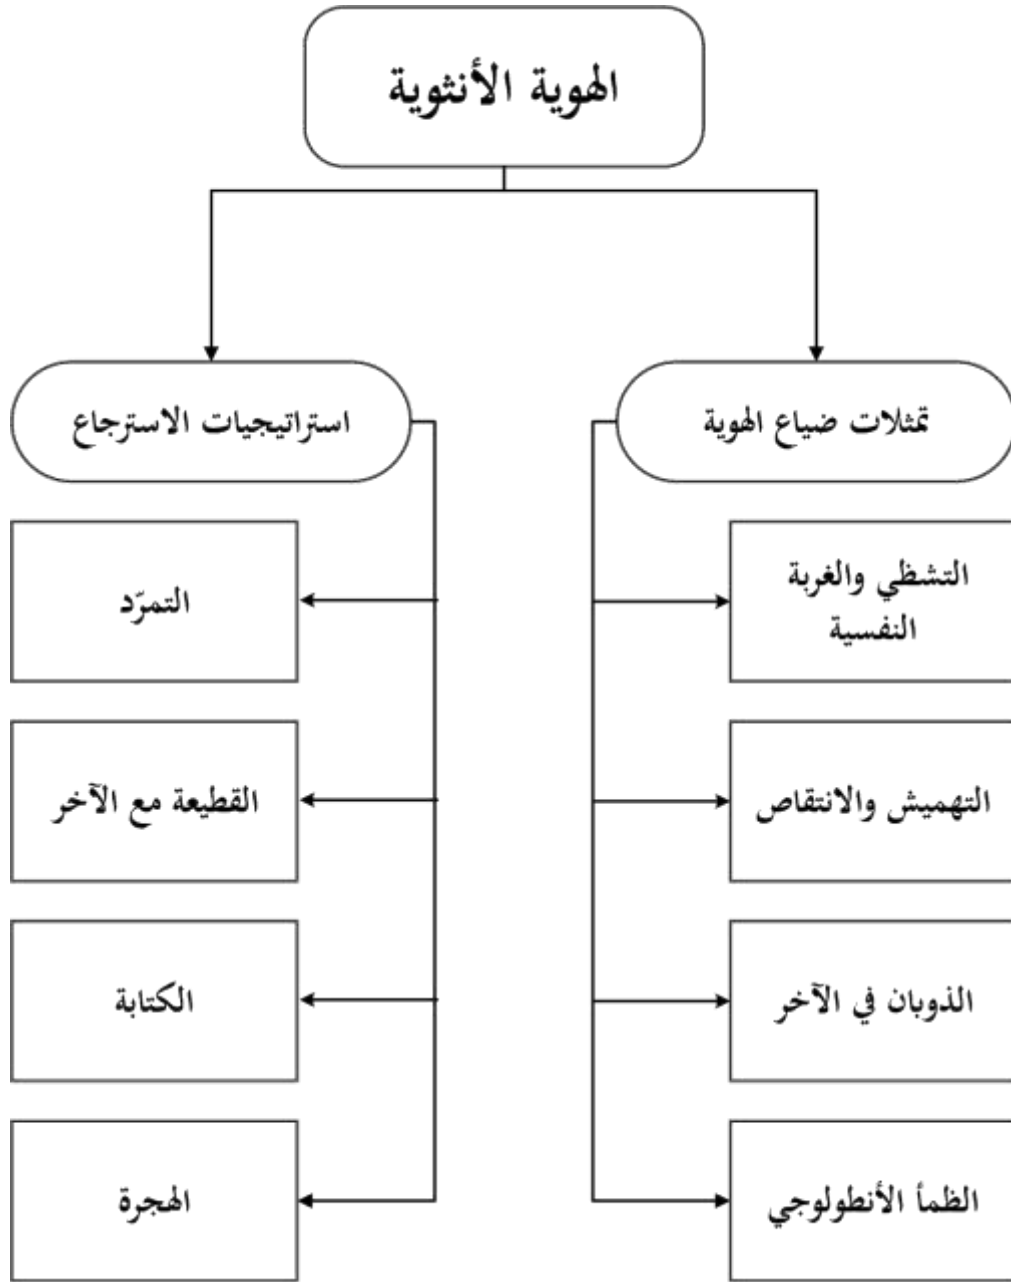 الهوية الأنثوية
تمثلات ضياع الهوية
استراتيجيات الاسترجاع
التشظي والغربة
النفسية
التمرّد
التهميش والانتقاص
القطيعة مع الآخر
الذوبان في الآخر
الكتابة
الظمأ الأنطولوجي
الهجرة